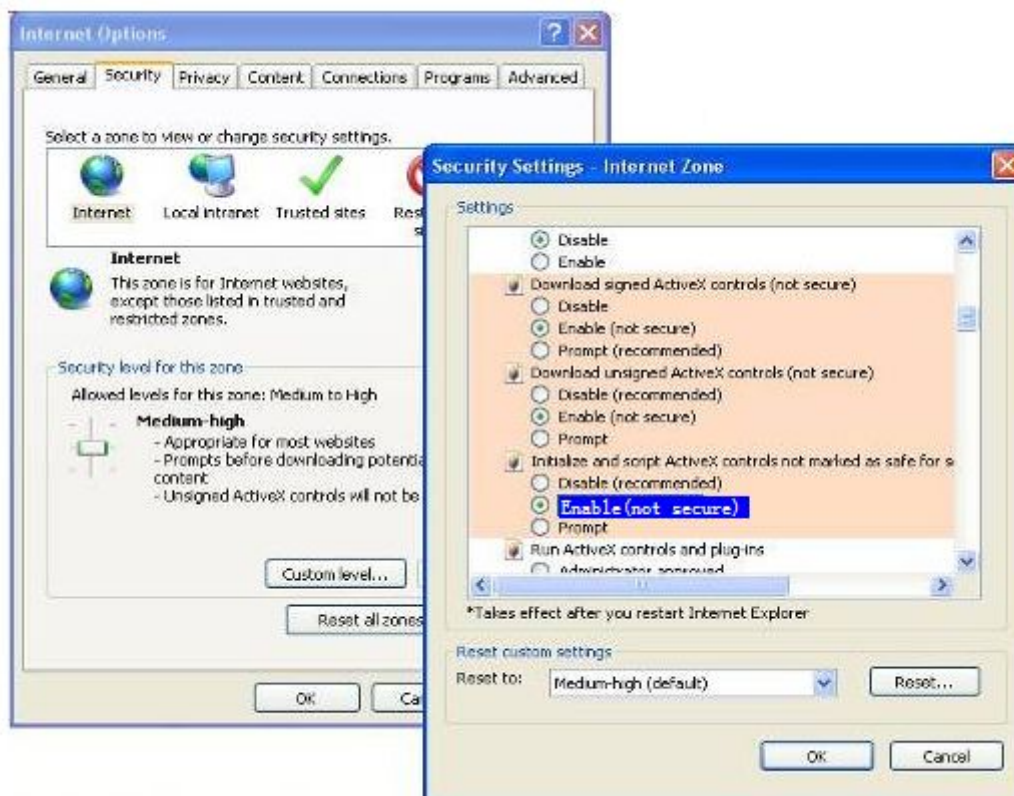 Internet Options
General Security Privacy Content Connections Programs Advanced
Select a zone to view or change security settings.
Internet Local intranet Trusted sites
Internet
This zone is for Internet websites,
except those listed in trusted and
restricted zones.
Security level for this zone
Allowed levels for this zone: Medium to High
Medium-high
- Appropriate for most websites
- Prompts before downloading
content
- Unsigned ActiveX controls will not be
Custom level...
Reset all zones
OK
Security Settings - Internet Zone
Settings
Disable
Enable
Download signed ActiveX controls (not secure)
Disable
Enable (not secure)
Prompt (recommended)
Download unsigned ActiveX controls (not secure)
Disable (recommended)
Enable (not secure)
Prompt
Initialize and script ActiveX controls not marked as safe for
Disable (recommended)
Enable(not secure)
Prompt
Run ActiveX controls and plug-ins
Administrator approved
*Takes effect after you restart Internet Explorer
Reset custom settings
Reset to: Medium-high (default) Reset...
OK Cancel